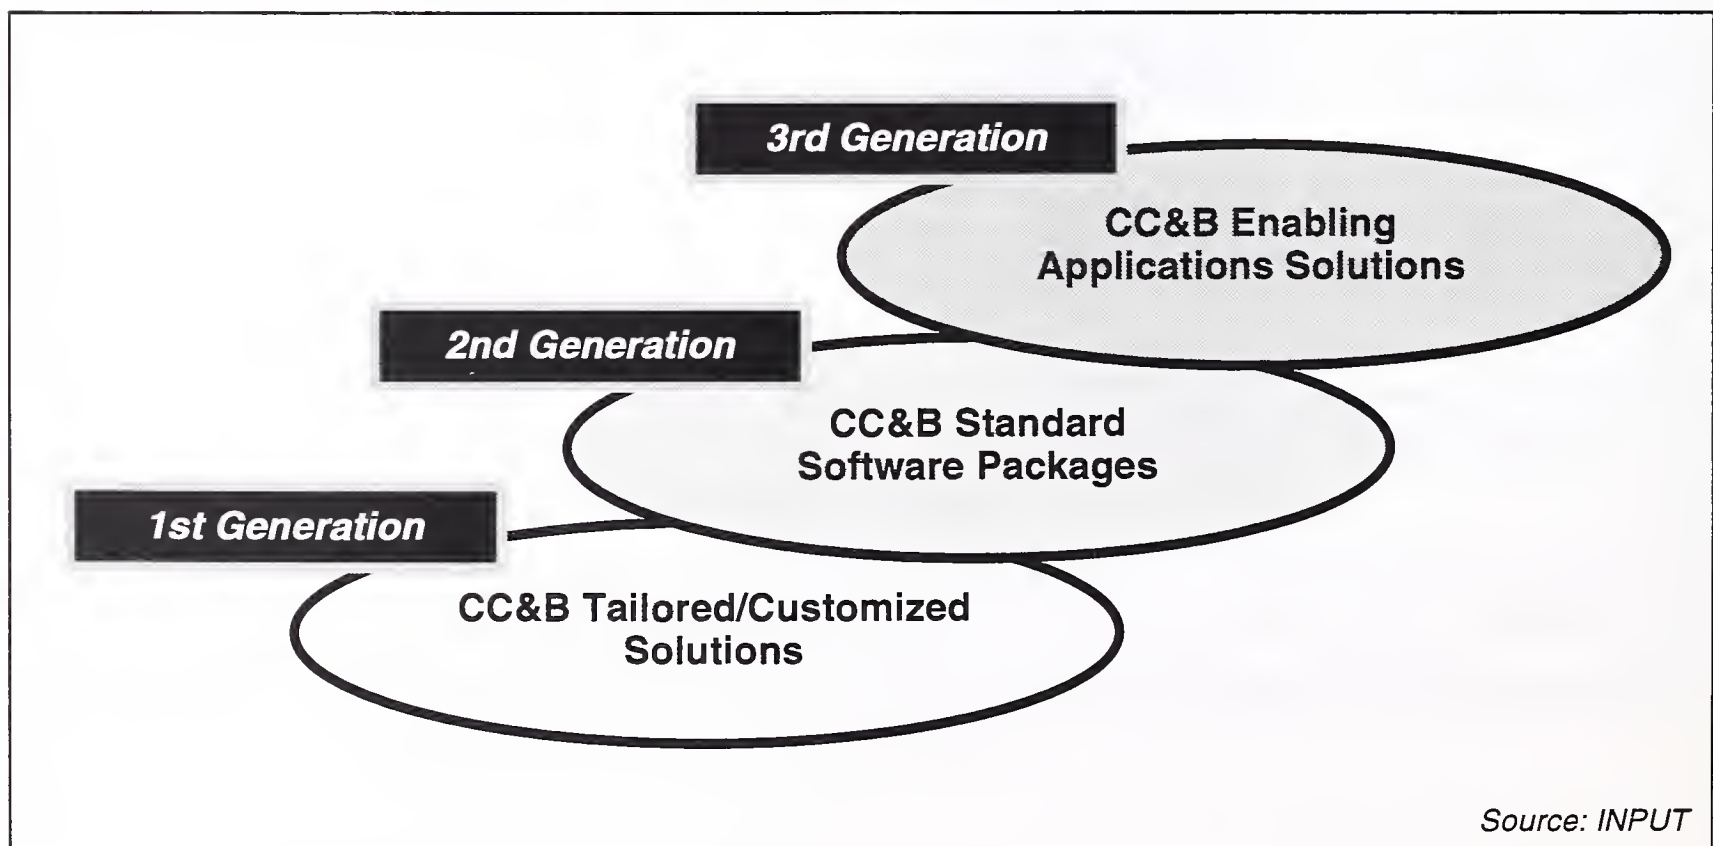 3rd Generation
CC&B Enabling
Applications Solutions
2nd Generation
CC&B Standard
Software Packages
1st Generation
CC&B Tailored/Customized
Solutions
Source: INPUT